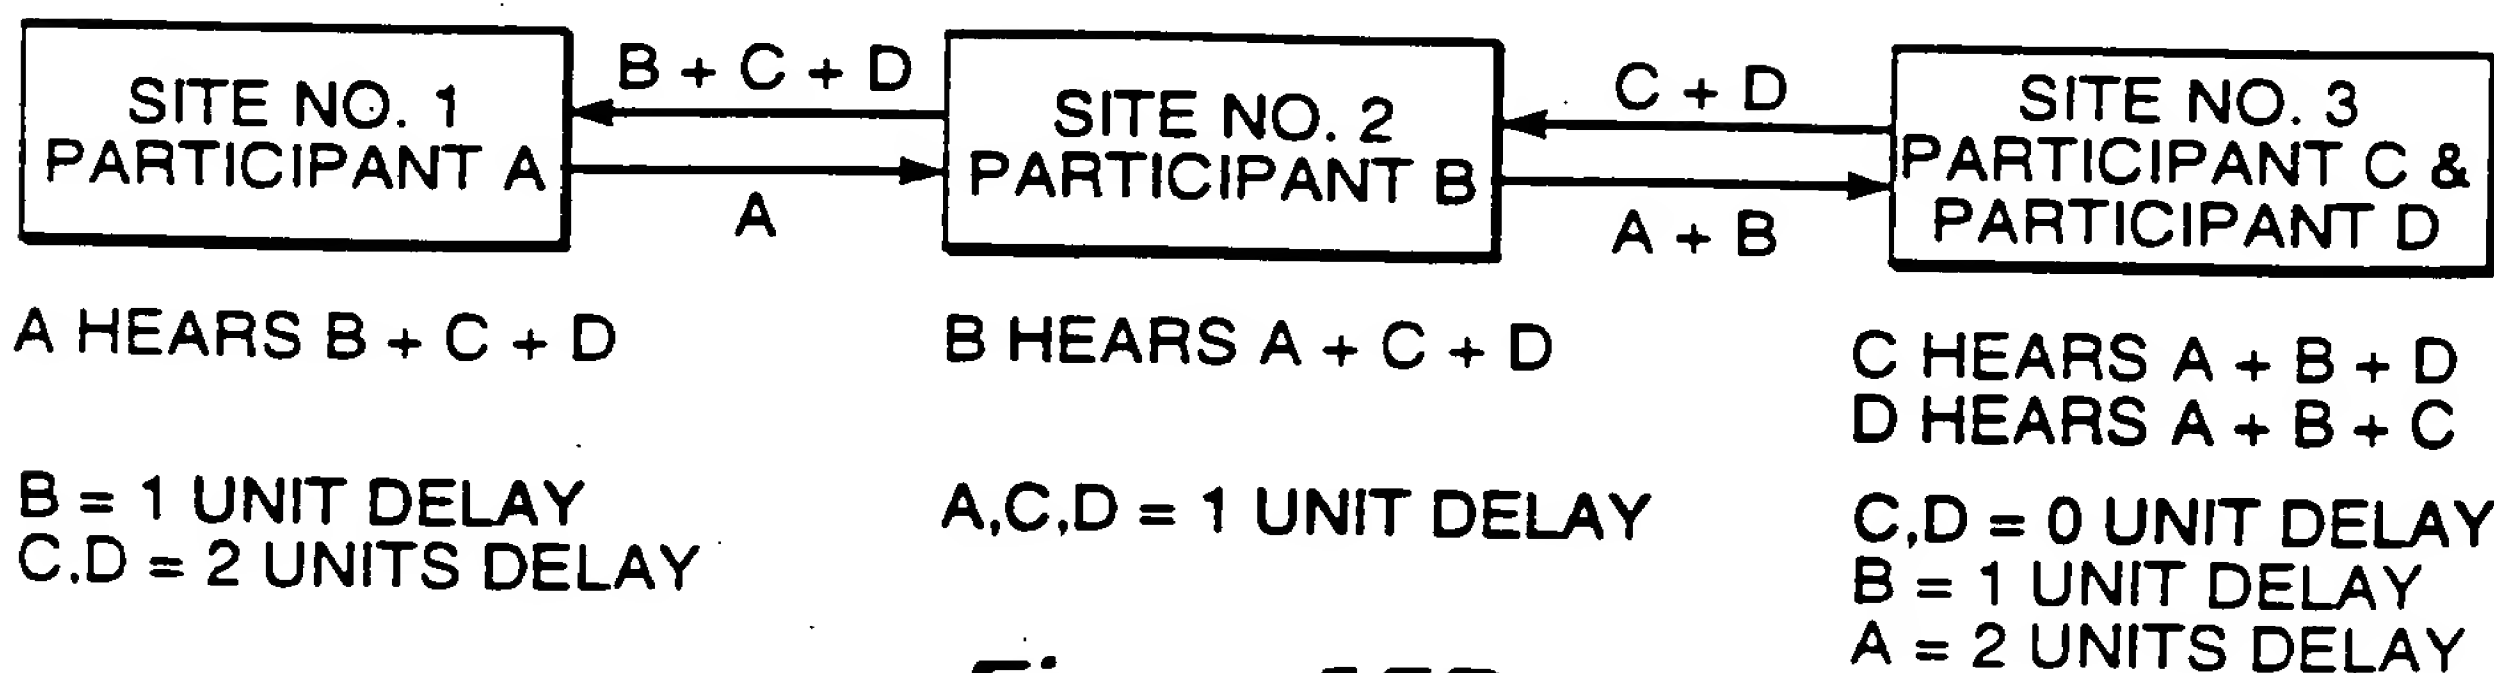 SITE NO. 1
PARTICIPANT A
B + C + D
A
SITE NO. 2
PARTICIPANT B
C + D
A + B
SITE NO. 3
PARTICIPANT C &
PARTICIPANT D
A HEARS B + C + D
B HEARS A + C + D
C HEARS A + B + D
D HEARS A + B + C
B = 1 UNIT DELAY
C,D = 2 UNITS DELAY
A,C,D = 1 UNIT DELAY
C,D = 0 UNIT DELAY
B = 1 UNIT DELAY
A = 2 UNITS DELAY